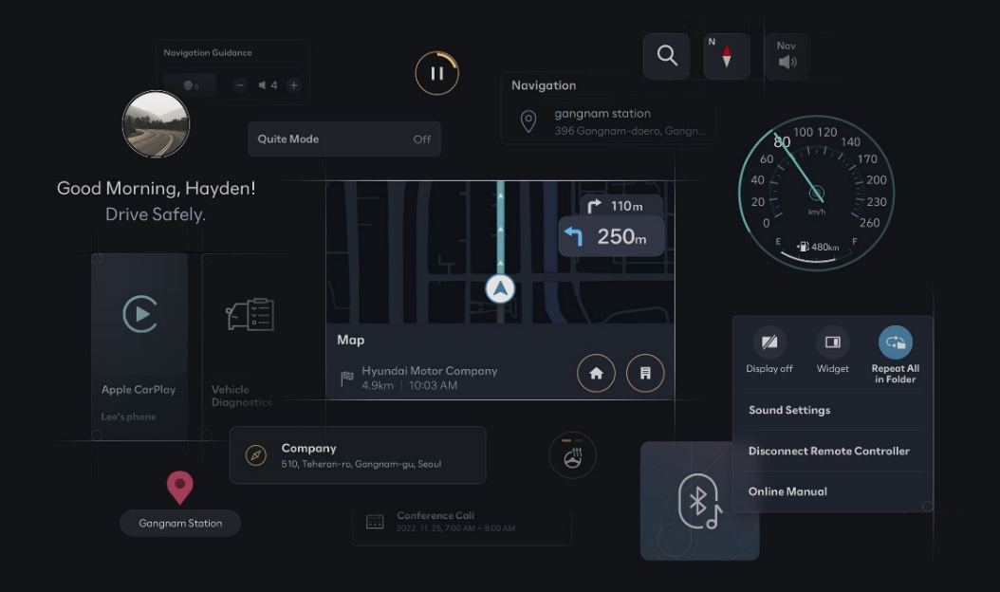 Navigation Guidance
4
Quite Mode
Off
Navigation
gangnam station
396 Gangnam-daero, Gangn...
N
Nav
Good Morning, Hayden!
Drive Safely.
0
20
40
60
80
100
120
140
170
200
230
260
km/h
E
480km
F
110m
250m
Map
Hyundai Motor Company
4.9km | 10:03 AM
Apple CarPlay
Lee's phone
Vehicle
Diagnostics
Display off
Widget
Repeat All
in Folder
Sound Settings
Disconnect Remote Controller
Online Manual
Company
510, Teheran-ro, Gangnam-gu, Seoul
Gangnam Station
Conference Call
2022. 11. 25, 7:00 AM ~ 8:00 AM